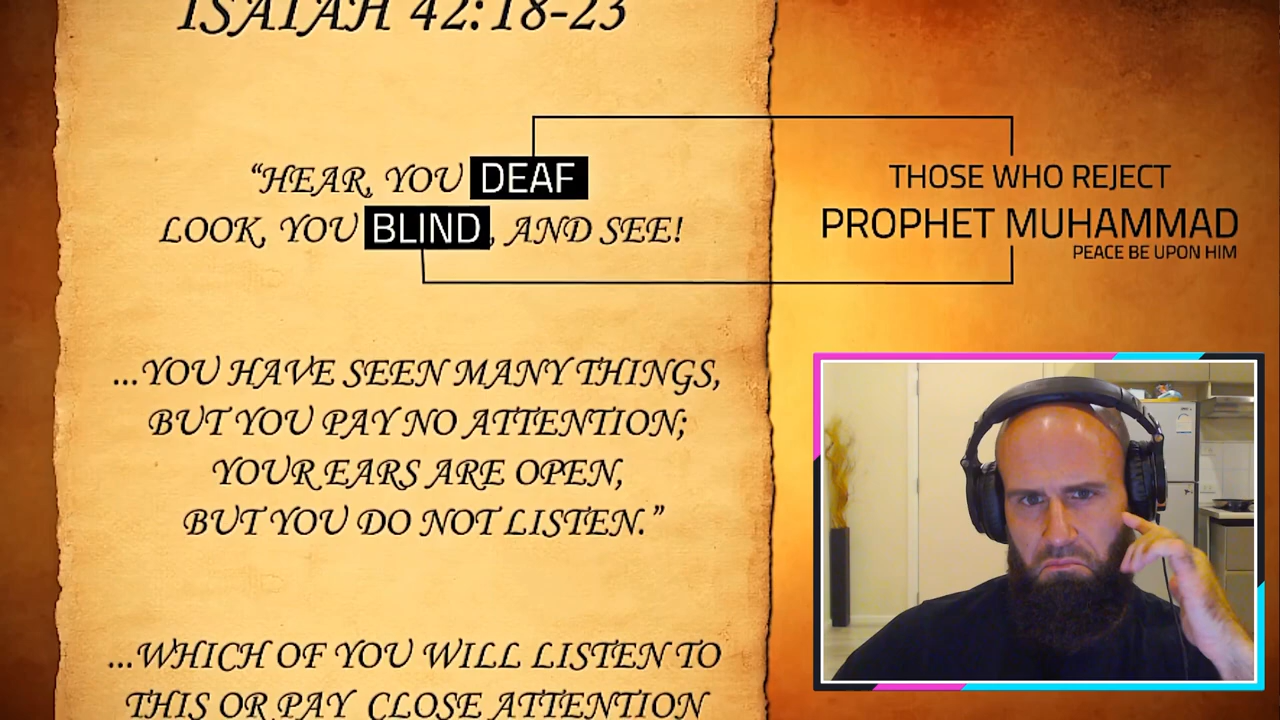 ISAIAH 42:18-23
“HEAR, YOU DEAF
LOOK, YOU BLIND, AND SEE!
THOSE WHO REJECT
PROPHET MUHAMMAD
PEACE BE UPON HIM
...YOU HAVE SEEN MANY THINGS,
BUT YOU PAY NO ATTENTION;
YOUR EARS ARE OPEN,
BUT YOU DO NOT LISTEN.”
...WHICH OF YOU WILL LISTEN TO
THIS OR PAY CLOSE ATTENTION